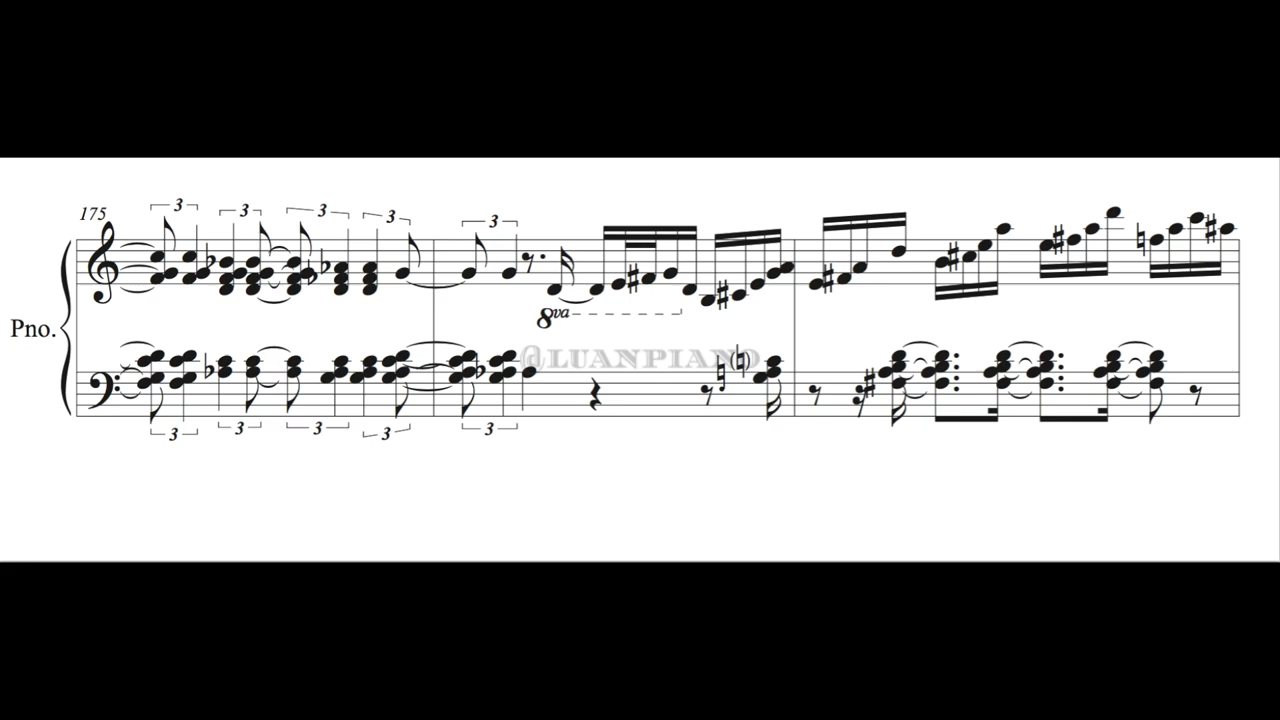 175
3 3 3 3 3
Pno.
8va
@LUANPIANO
3 3 3 3 3